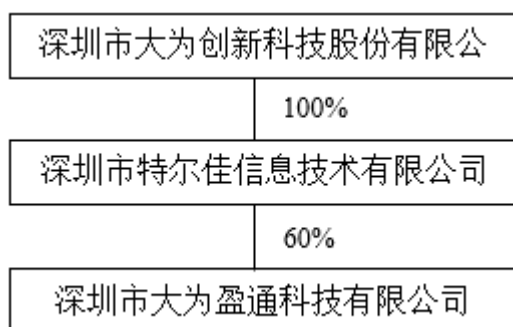 深圳市大为创新科技股份有限公
100%
深圳市特尔佳信息技术有限公司
60%
深圳市大为盈通科技有限公司